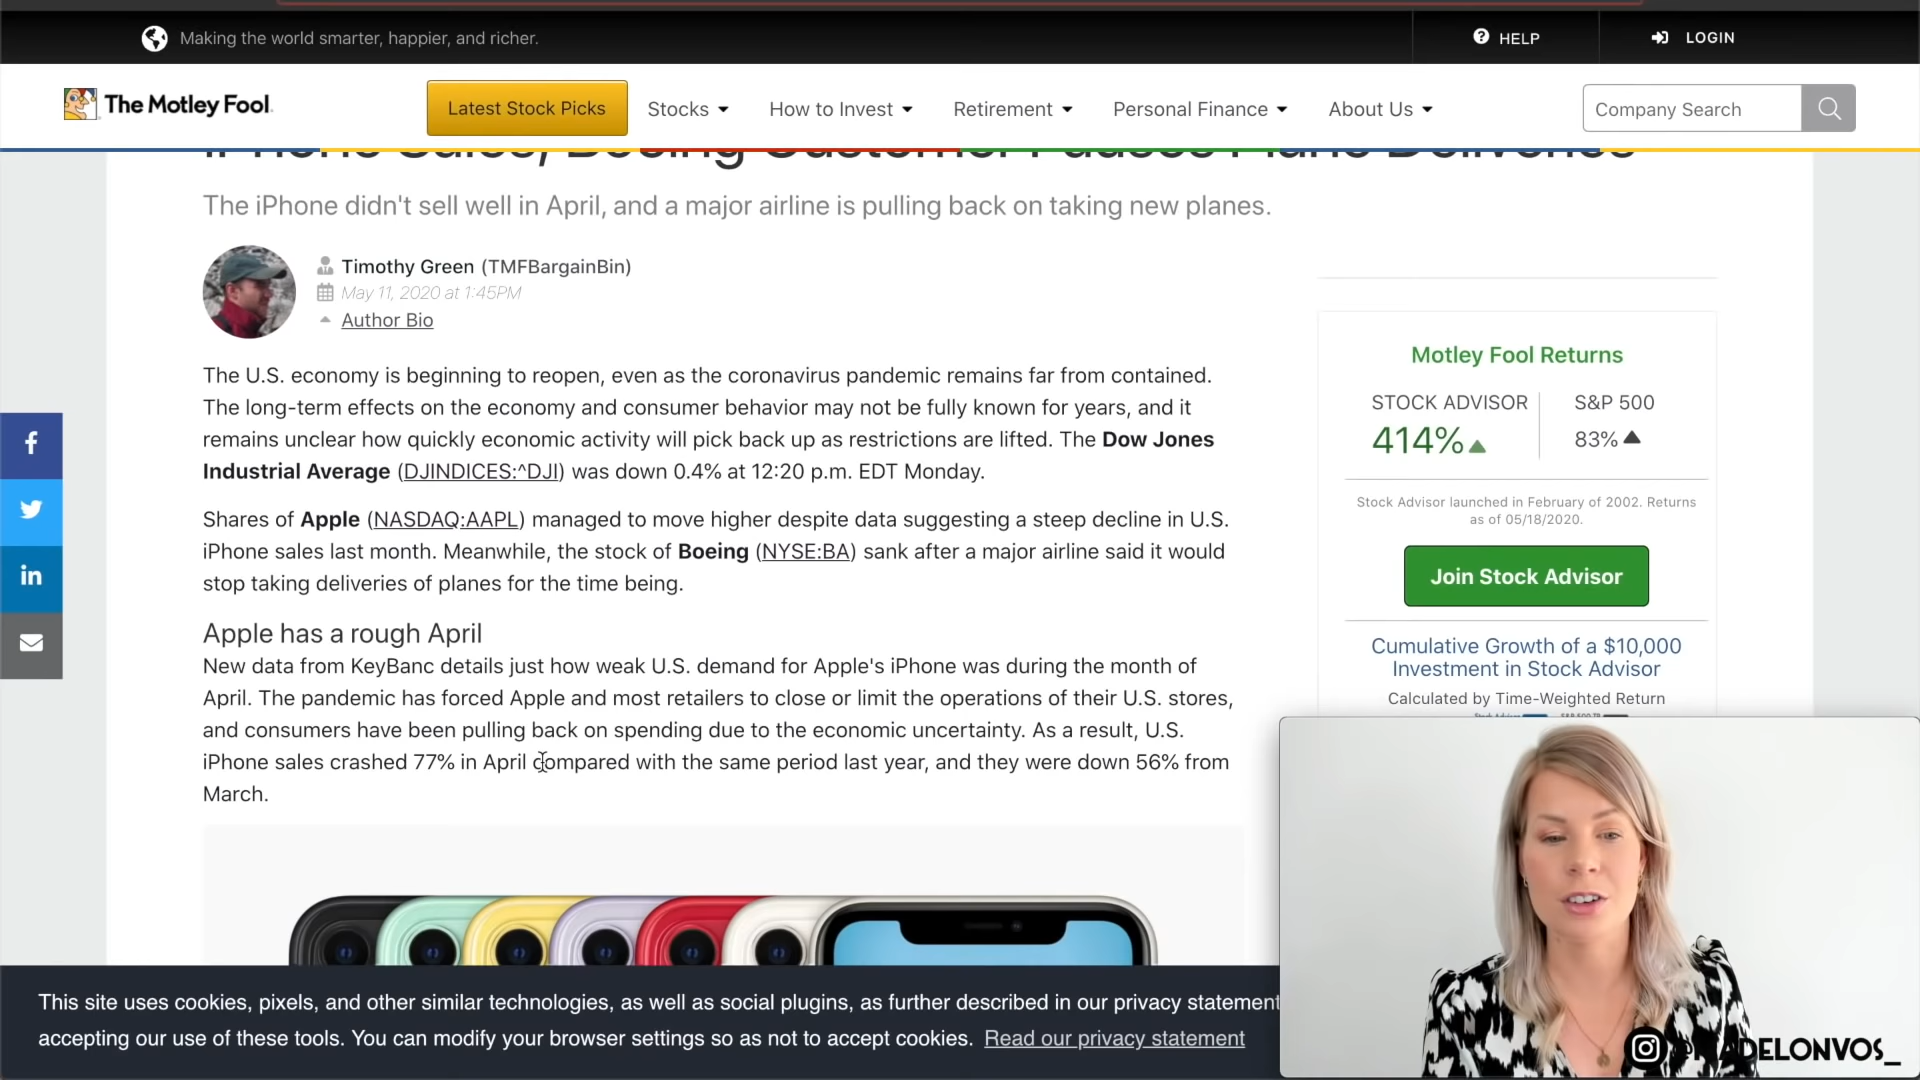 Making the world smarter, happier, and richer.
HELP
LOGIN
The Motley Fool.
Latest Stock Picks
Stocks
How to Invest
Retirement
Personal Finance
About Us
Company Search
iPhone Sales, Boeing Customer Pauses Plane Deliveries
The iPhone didn't sell well in April, and a major airline is pulling back on taking new planes.
Timothy Green (TMFBargainBin)
May 11, 2020 at 1:45PM
Author Bio
The U.S. economy is beginning to reopen, even as the coronavirus pandemic remains far from contained.
The long-term effects on the economy and consumer behavior may not be fully known for years, and it
remains unclear how quickly economic activity will pick back up as restrictions are lifted. The Dow Jones
Industrial Average (DJINDICES:^DJI) was down 0.4% at 12:20 p.m. EDT Monday.
Shares of Apple (NASDAQ:AAPL) managed to move higher despite data suggesting a steep decline in U.S.
iPhone sales last month. Meanwhile, the stock of Boeing (NYSE:BA) sank after a major airline said it would
stop taking deliveries of planes for the time being.
Apple has a rough April
New data from KeyBanc details just how weak U.S. demand for Apple's iPhone was during the month of
April. The pandemic has forced Apple and most retailers to close or limit the operations of their U.S. stores,
and consumers have been pulling back on spending due to the economic uncertainty. As a result, U.S.
iPhone sales crashed 77% in April compared with the same period last year, and they were down 56% from
March.
Motley Fool Returns
STOCK ADVISOR
414%
S&P 500
83%
Stock Advisor launched in February of 2002. Returns
as of 05/18/2020.
Join Stock Advisor
Cumulative Growth of a $10,000
Investment in Stock Advisor
Calculated by Time-Weighted Return
This site uses cookies, pixels, and other similar technologies, as well as social plugins, as further described in our privacy statement
accepting our use of these tools. You can modify your browser settings so as not to accept cookies. Read our privacy statement
@MADELONVOS_